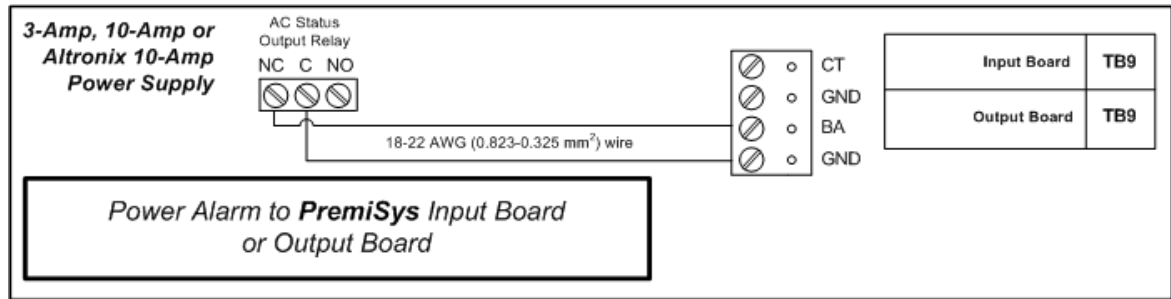 3-Amp, 10-Amp or
Altronix 10-Amp
Power Supply
AC Status
Output Relay
NC C NO
CT
GND
BA
GND
18-22 AWG (0.823-0.325 mm²) wire
Input Board TB9
Output Board TB9
Power Alarm to PremiSys Input Board
or Output Board